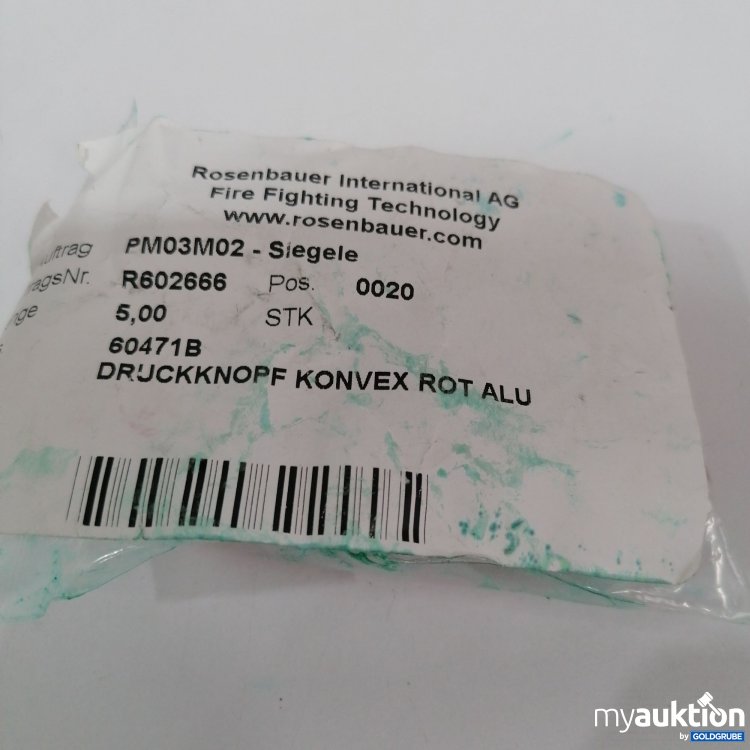 Rosenbauer International AG
Fire Fighting Technology
www.rosenbauer.com
PM03M02 - Siegele
R602666 Pos. 0020
5,00 STK
60471B
DRUCKKNOPF KONVEX ROT ALU
myauktion
by GOLDGRUBE